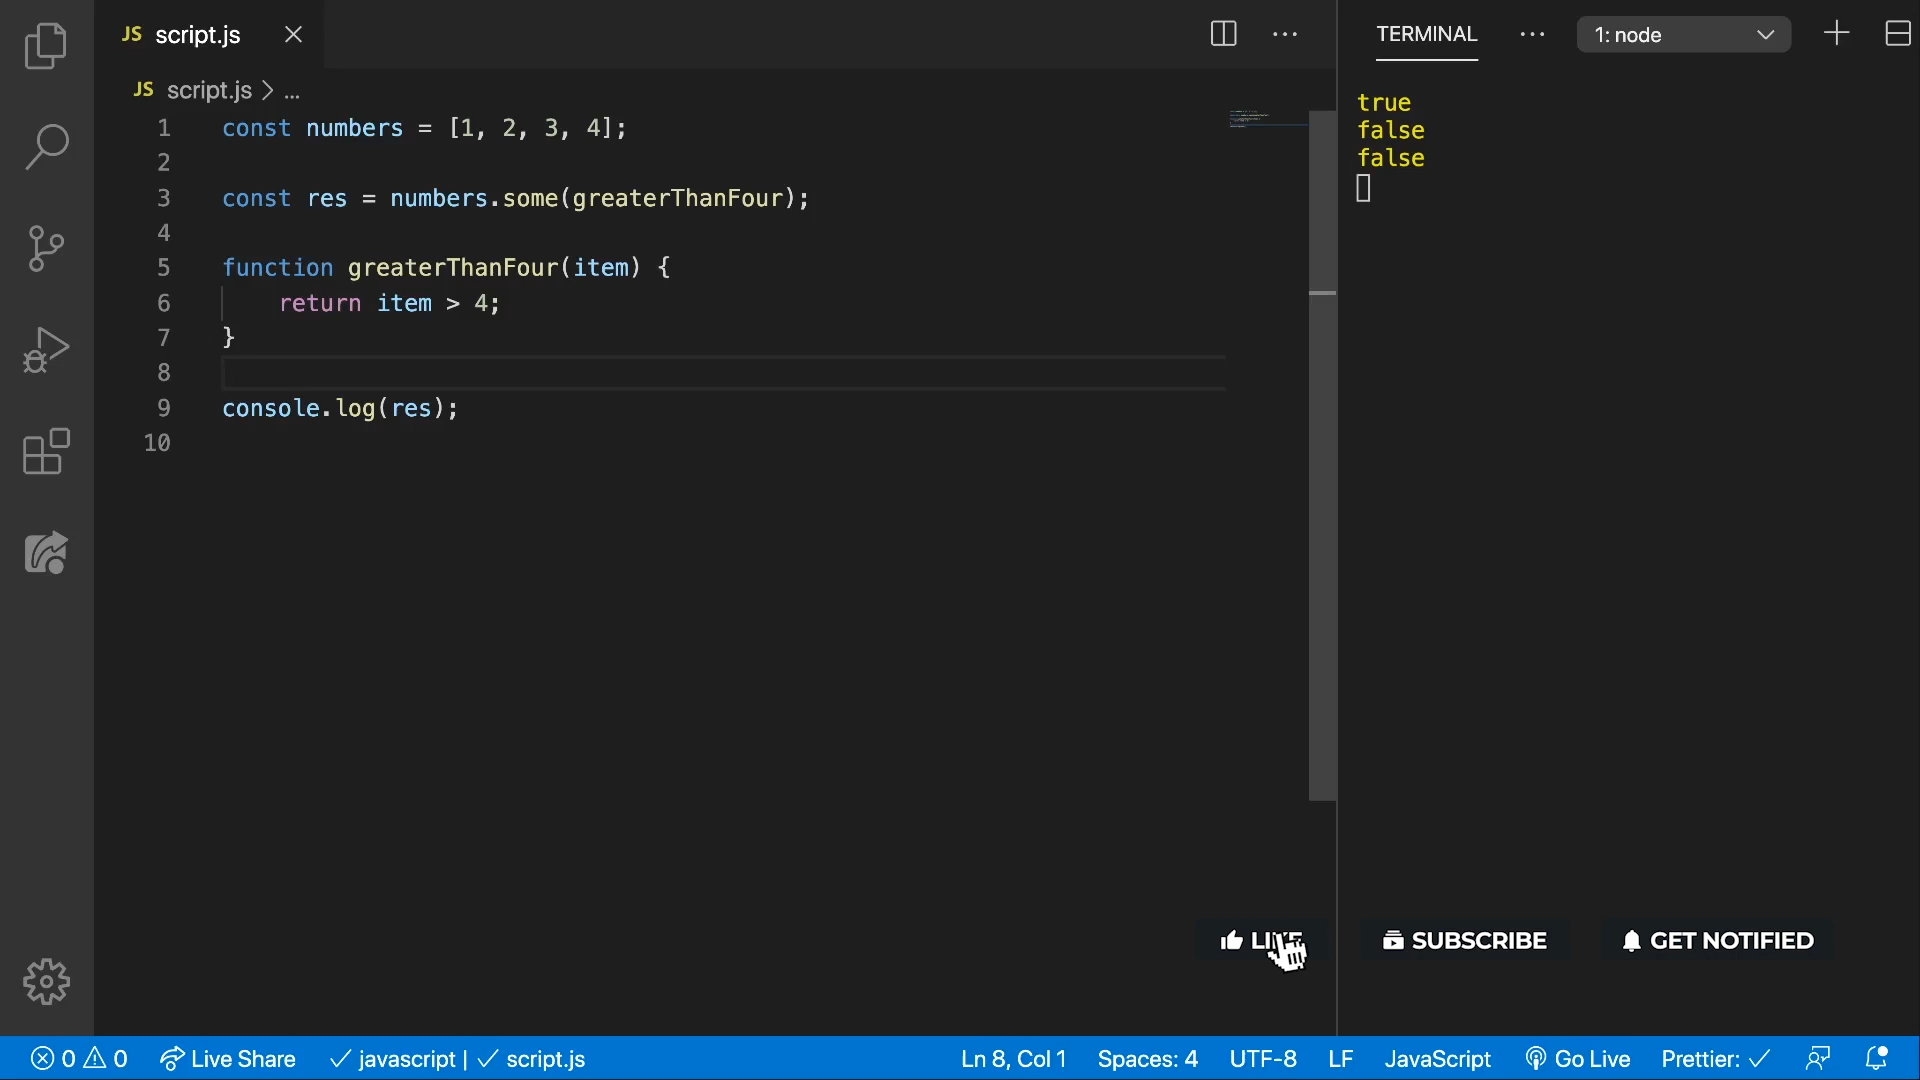 JS script.js
TERMINAL ... 1: node
JS script.js > ...
1 const numbers = [1, 2, 3, 4];
2
3 const res = numbers.some(greaterThanFour);
4
5 function greaterThanFour(item) {
6 return item > 4;
7 }
8
9 console.log(res);
10
true
false
false
LIKE
SUBSCRIBE
GET NOTIFIED
0 0 Live Share javascript | script.js Ln 8, Col 1 Spaces: 4 UTF-8 LF JavaScript Go Live Prettier: